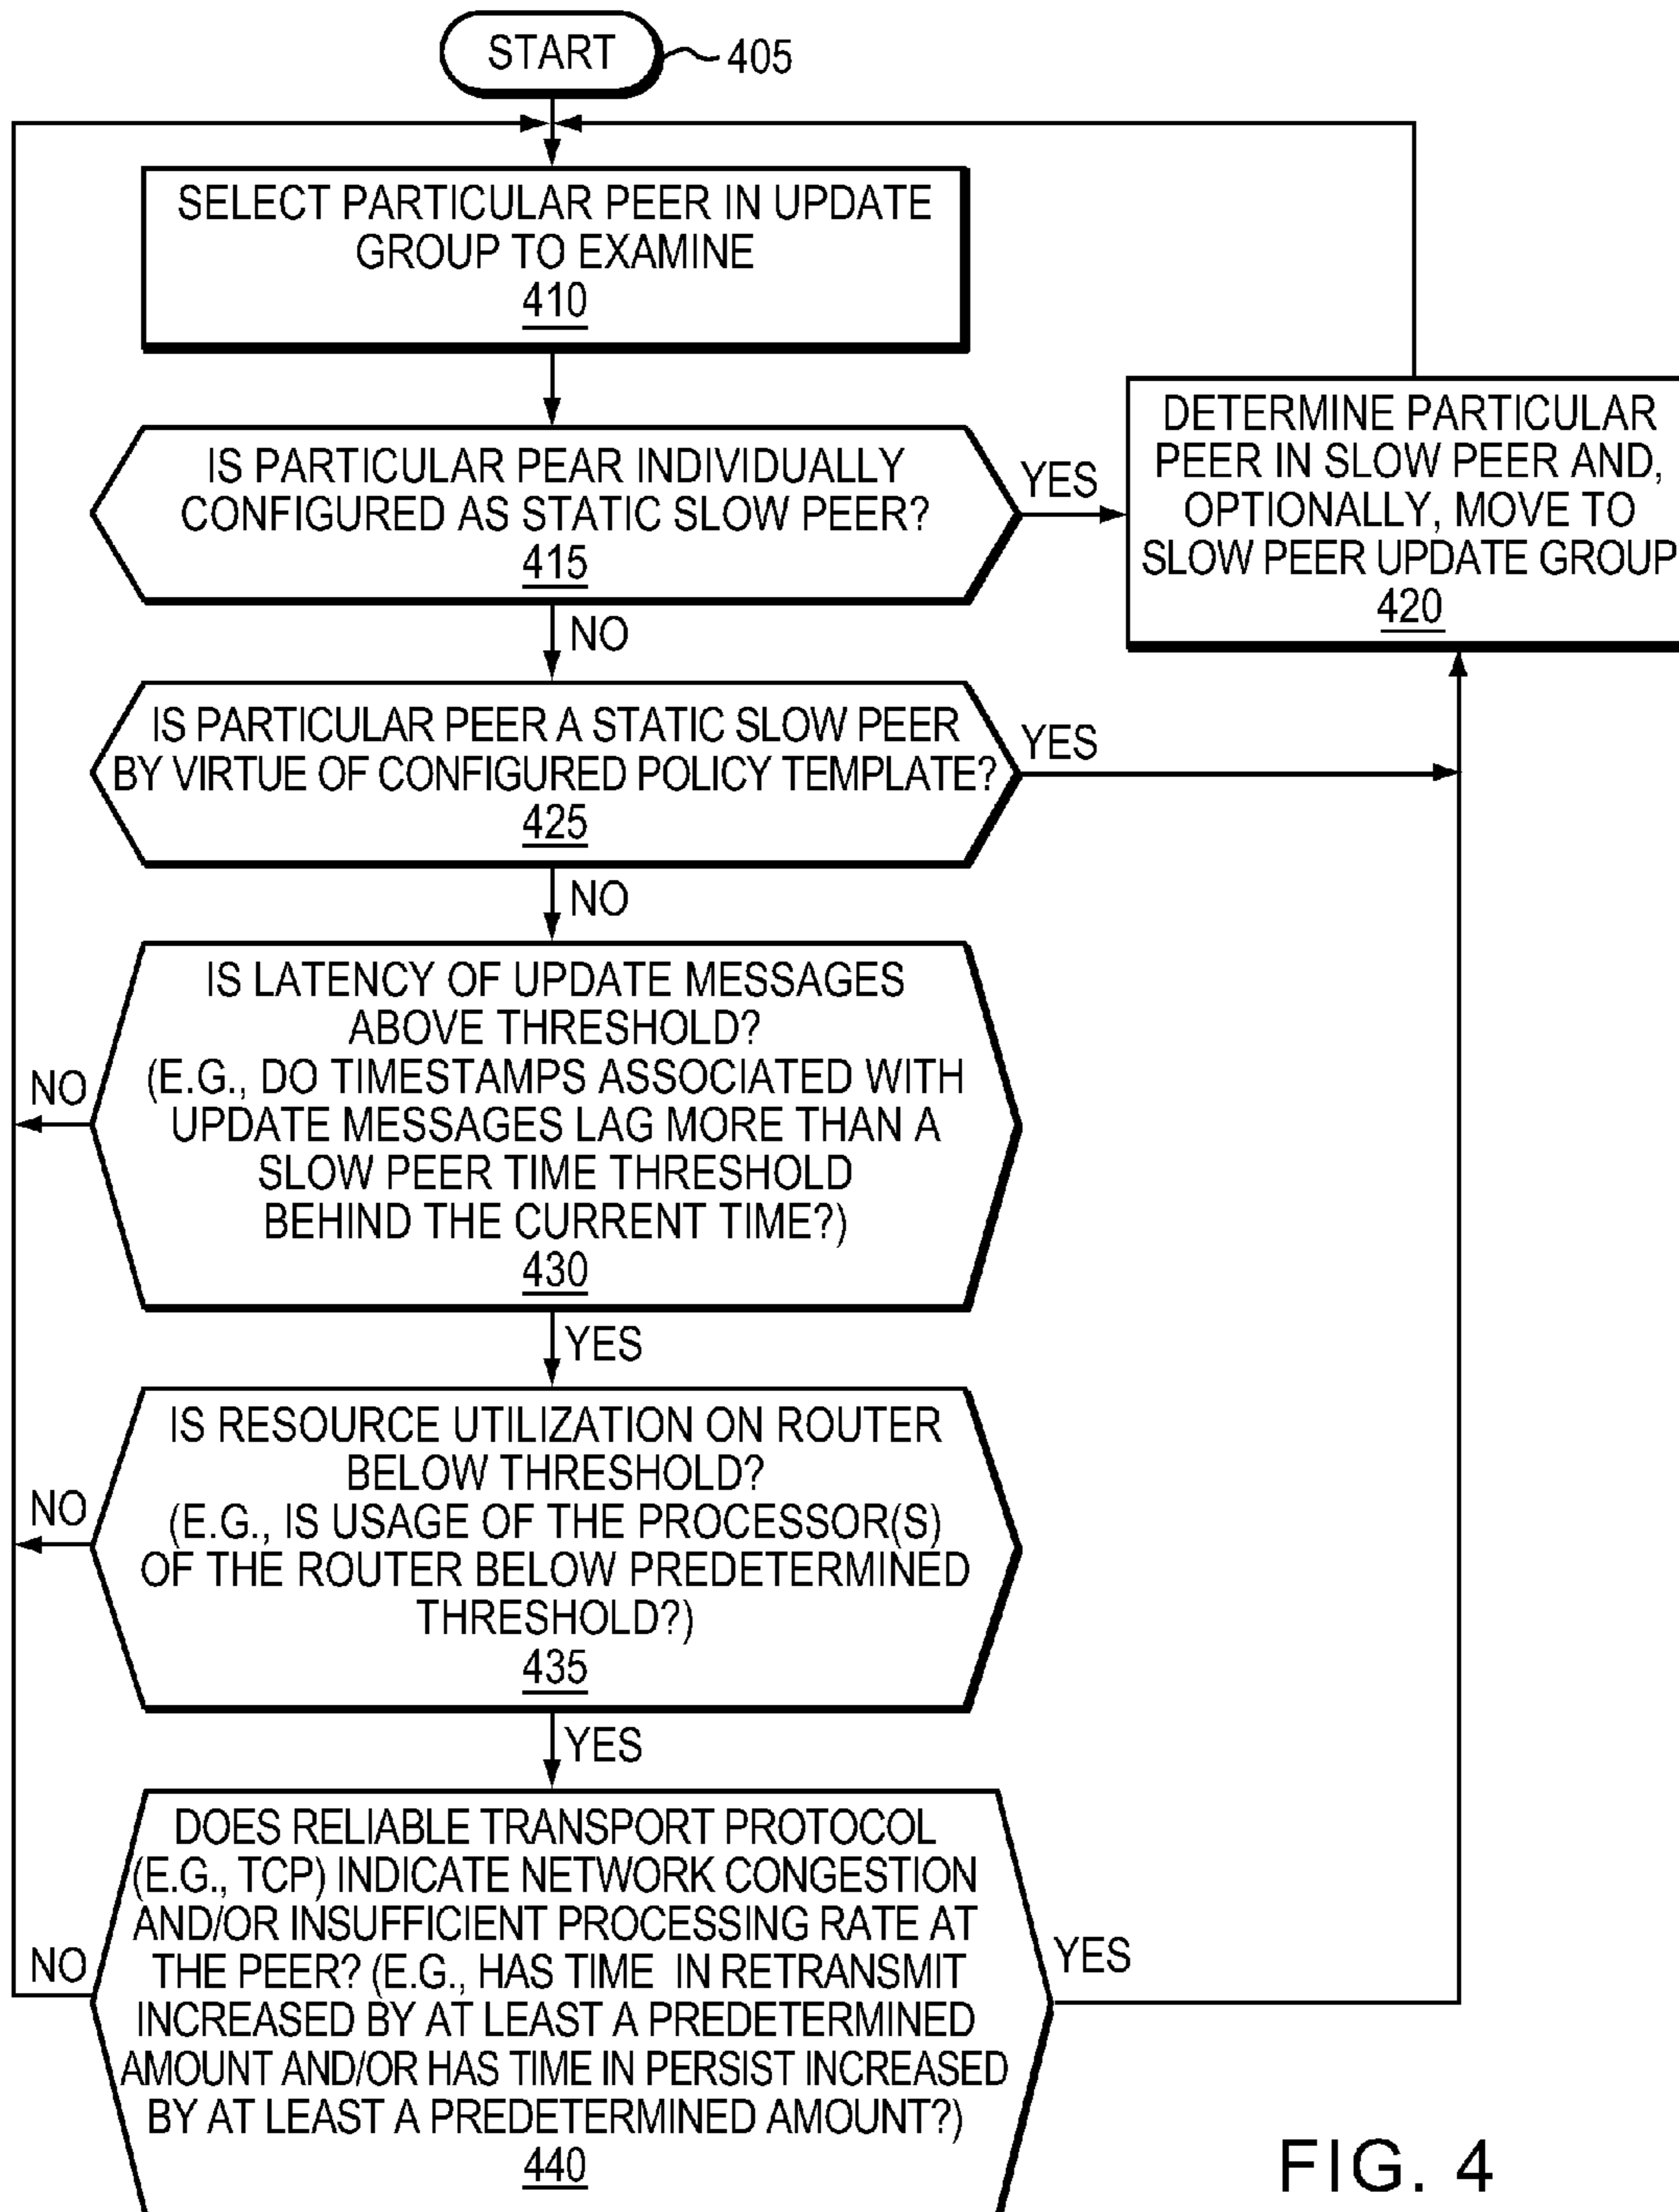 START
405
SELECT PARTICULAR PEER IN UPDATE
GROUP TO EXAMINE
410
IS PARTICULAR PEAR INDIVIDUALLY
CONFIGURED AS STATIC SLOW PEER?
415
YES
DETERMINE PARTICULAR
PEER IN SLOW PEER AND,
OPTIONALLY, MOVE TO
SLOW PEER UPDATE GROUP
420
NO
IS PARTICULAR PEER A STATIC SLOW PEER
BY VIRTUE OF CONFIGURED POLICY TEMPLATE?
425
YES
NO
IS LATENCY OF UPDATE MESSAGES
ABOVE THRESHOLD?
(E.G., DO TIMESTAMPS ASSOCIATED WITH
UPDATE MESSAGES LAG MORE THAN A
SLOW PEER TIME THRESHOLD
BEHIND THE CURRENT TIME?)
430
NO
YES
IS RESOURCE UTILIZATION ON ROUTER
BELOW THRESHOLD?
(E.G., IS USAGE OF THE PROCESSOR(S)
OF THE ROUTER BELOW PREDETERMINED
THRESHOLD?)
435
NO
YES
DOES RELIABLE TRANSPORT PROTOCOL
(E.G., TCP) INDICATE NETWORK CONGESTION
AND/OR INSUFFICIENT PROCESSING RATE AT
THE PEER? (E.G., HAS TIME IN RETRANSMIT
INCREASED BY AT LEAST A PREDETERMINED
AMOUNT AND/OR HAS TIME IN PERSIST INCREASED
BY AT LEAST A PREDETERMINED AMOUNT?)
440
NO
YES
FIG. 4